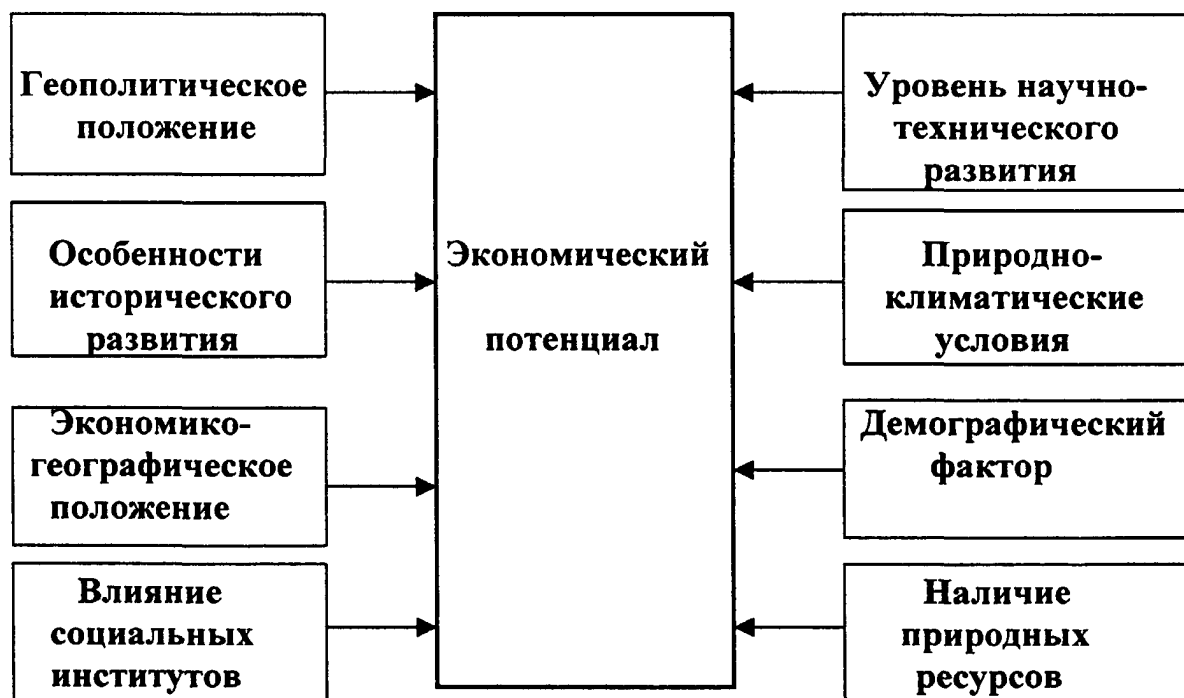 Геополитическое
положение
Особенности
исторического
развития
Экономико-
географическое
положение
Влияние
социальных
институтов
Экономический
потенциал
Уровень научно-
технического
развития
Природно-
климатические
условия
Демографический
фактор
Наличие
природных
ресурсов